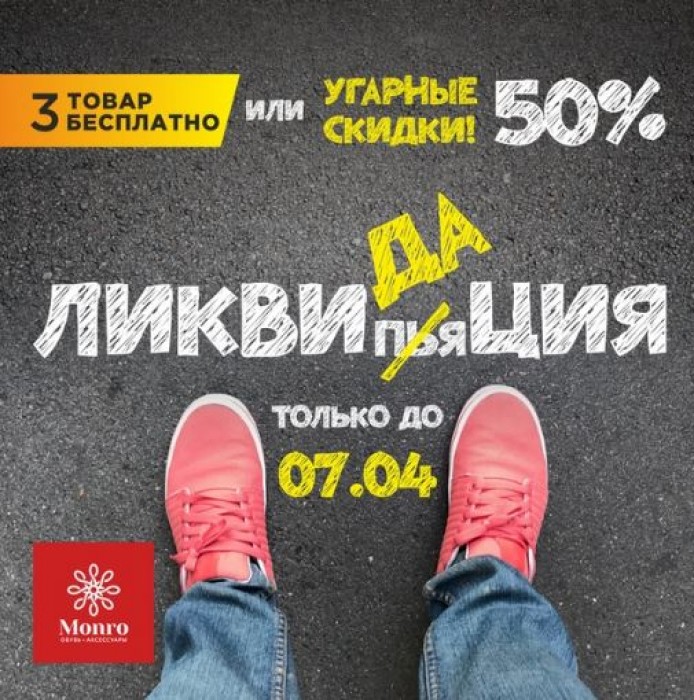 3 ТОВАР
БЕСПЛАТНО
ИЛИ
УГАРНЫЕ
СКИДКИ!
50%
ДА
ЛИКВИпьяЦИЯ
ТОЛЬКО ДО
07.04
Monro
ОБУВЬ • АКСЕССУАРЫ